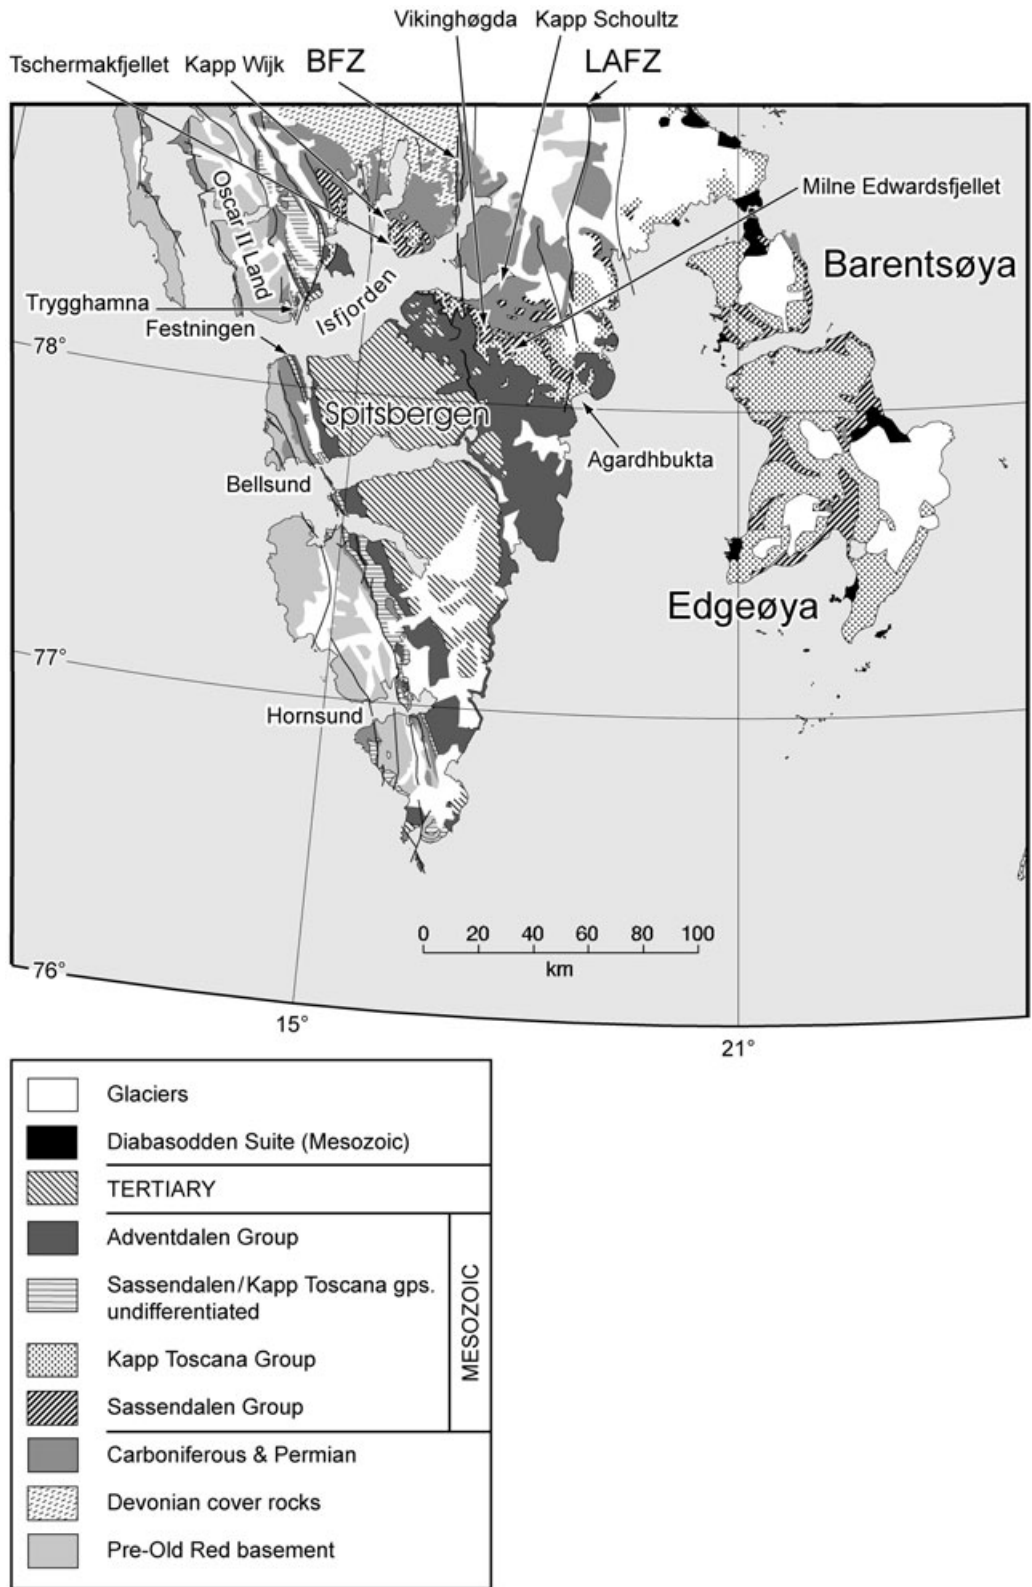 Vikinghøgda Kapp Schoultz
Tschermakfjellet Kapp Wijk BFZ LAFZ
Milne Edwardsfjellet
Oscar II Land
Barentsøya
Trygghamna
Isfjorden
Festningen
78°
Spitsbergen
Agardhbukta
Bellsund
Edgeøya
77°
Hornsund
0 20 40 60 80 100
km
76°
15°
21°
Glaciers
Diabasodden Suite (Mesozoic)
TERTIARY
Adventdalen Group
Sassendalen/Kapp Toscana gps.
undifferentiated
Kapp Toscana Group
Sassendalen Group
MESOZOIC
Carboniferous & Permian
Devonian cover rocks
Pre-Old Red basement